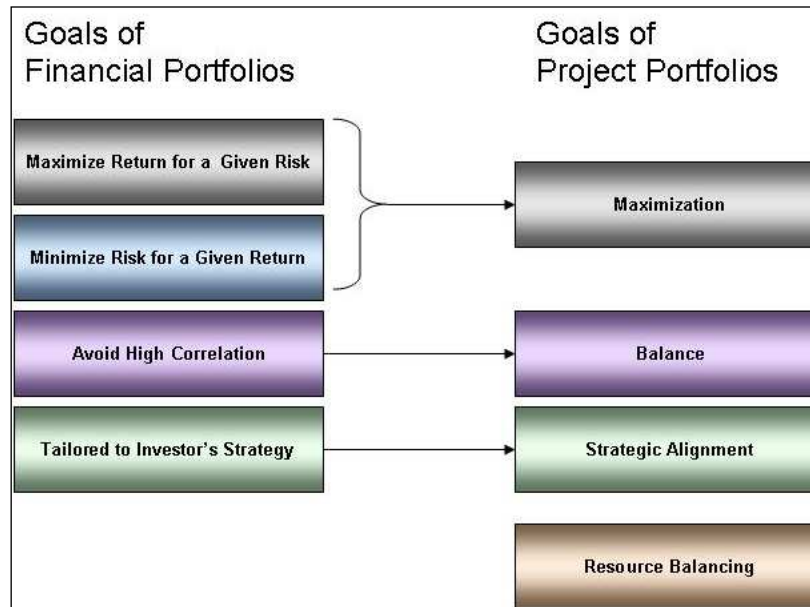 Goals of
Financial Portfolios
Goals of
Project Portfolios
Maximize Return for a Given Risk
Minimize Risk for a Given Return
Avoid High Correlation
Tailored to Investor's Strategy
Maximization
Balance
Strategic Alignment
Resource Balancing